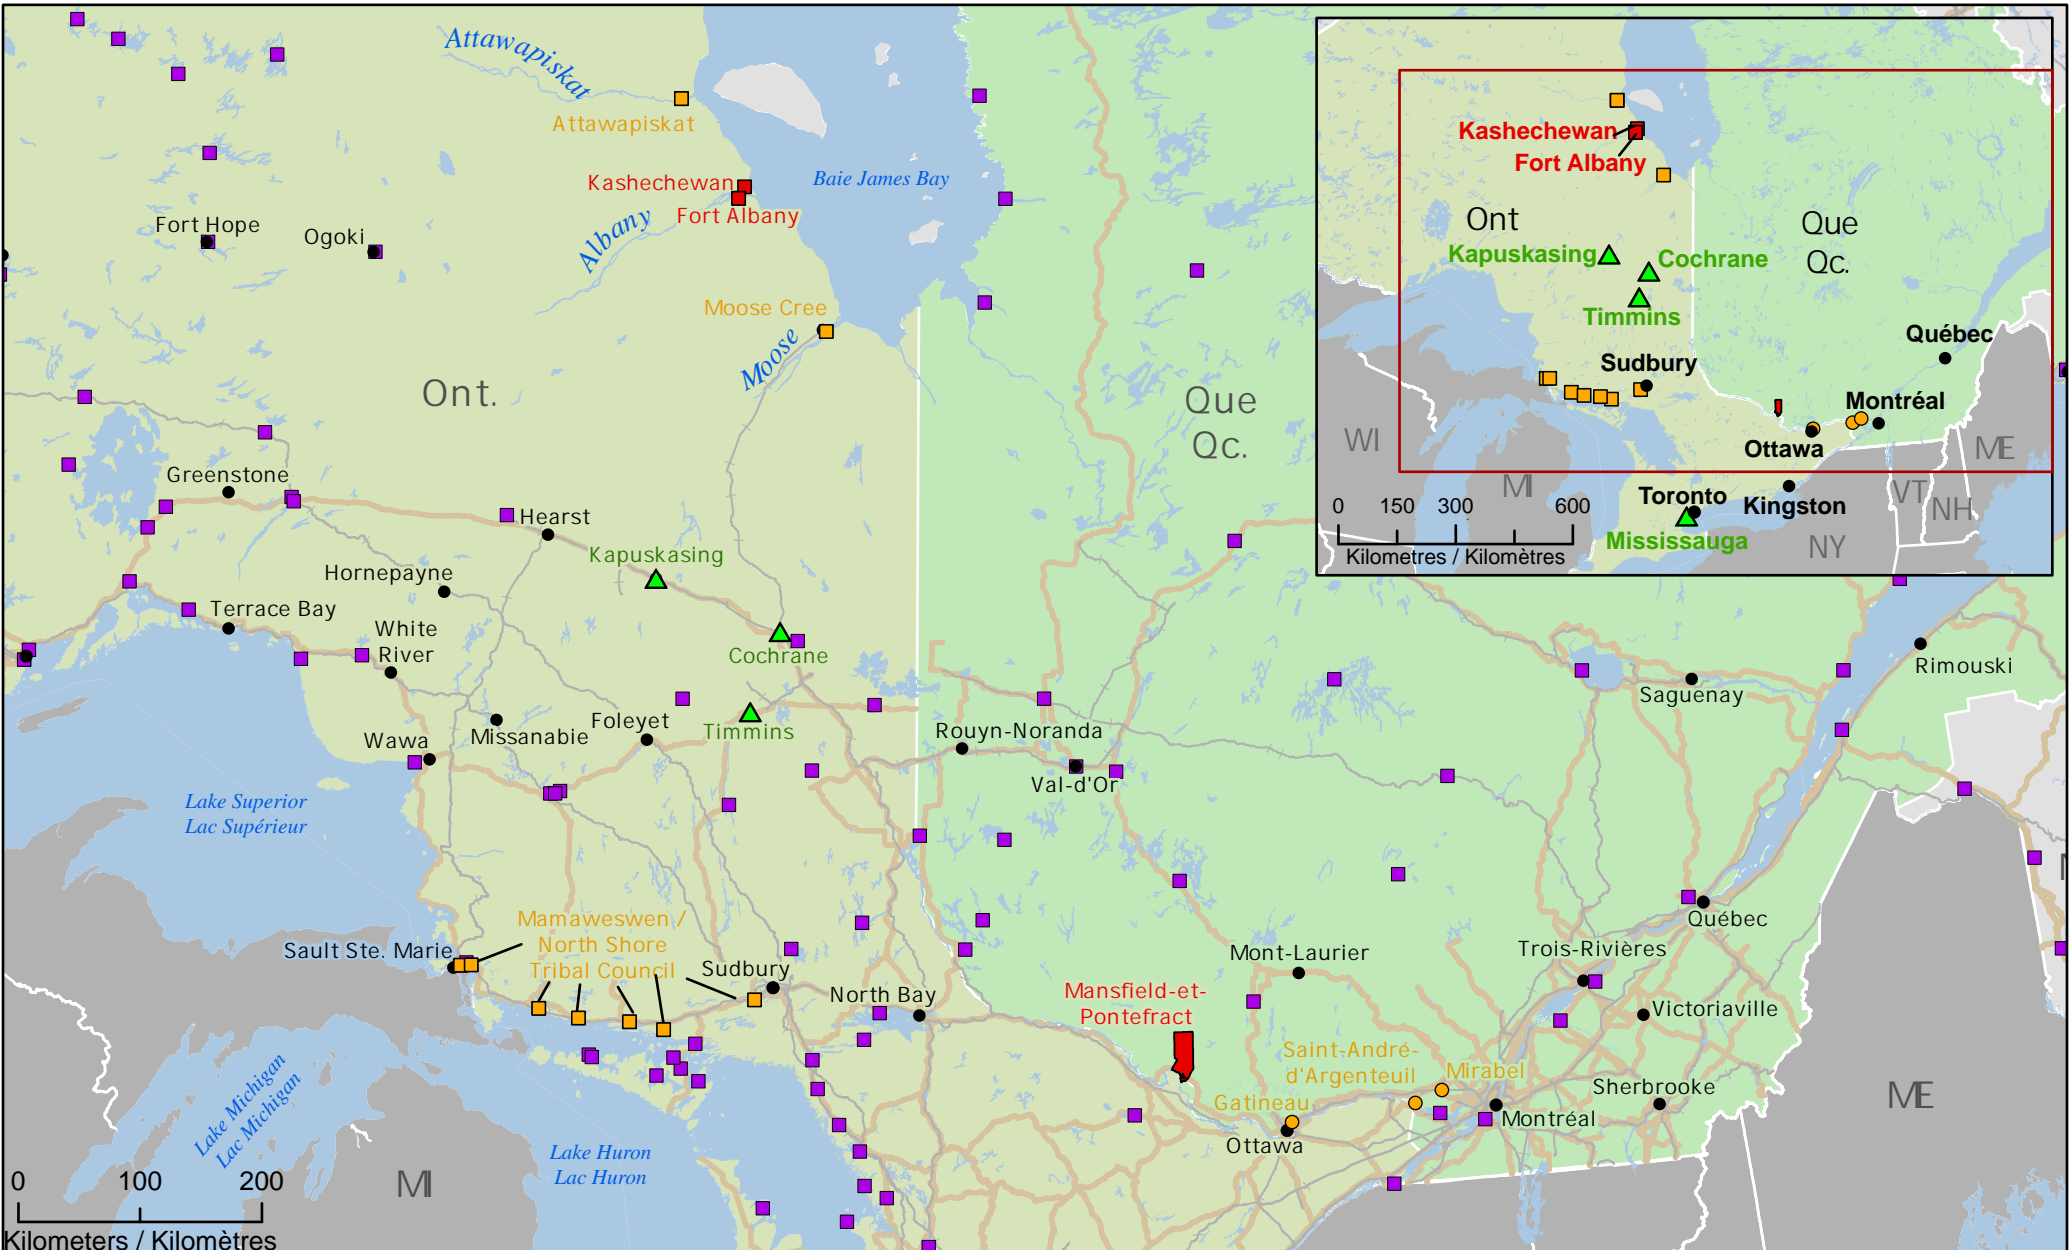 Attawapiskat
Attawapiskat
Kashechewan
Fort Albany
Albany
Baie James Bay
Fort Hope
Ogoki
Moose Cree
Moose
Ont.
Que
Qc.
Greenstone
Hearst
Kapuskasing
Hornepayne
Terrace Bay
White
River
Cochrane
Missanabie
Foleyet
Timmins
Wawa
Rouyn-Noranda
Val-d'Or
Saguenay
Rimouski
Lake Superior
Lac Supérieur
Mamaweswen /
North Shore
Tribal Council
Sault Ste. Marie
Sudbury
North Bay
Mansfield-et-
Pontefract
Mont-Laurier
Trois-Rivières
Québec
Victoriaville
Saint-André-
d'Argenteuil
Mirabel
Gatineau
Ottawa
Montréal
Sherbrooke
ME
Lake Michigan
Lac Michigan
MI
Lake Huron
Lac Huron
0 100 200
Kilometers / Kilomètres
Kashechewan
Fort Albany
Ont
Que
Qc.
Kapuskasing
Cochrane
Timmins
Sudbury
Québec
Montréal
Ottawa
WI
MI
ME
VT
NH
NY
Toronto
Kingston
Mississauga
0 150 300 600
Kilometres / Kilomètres